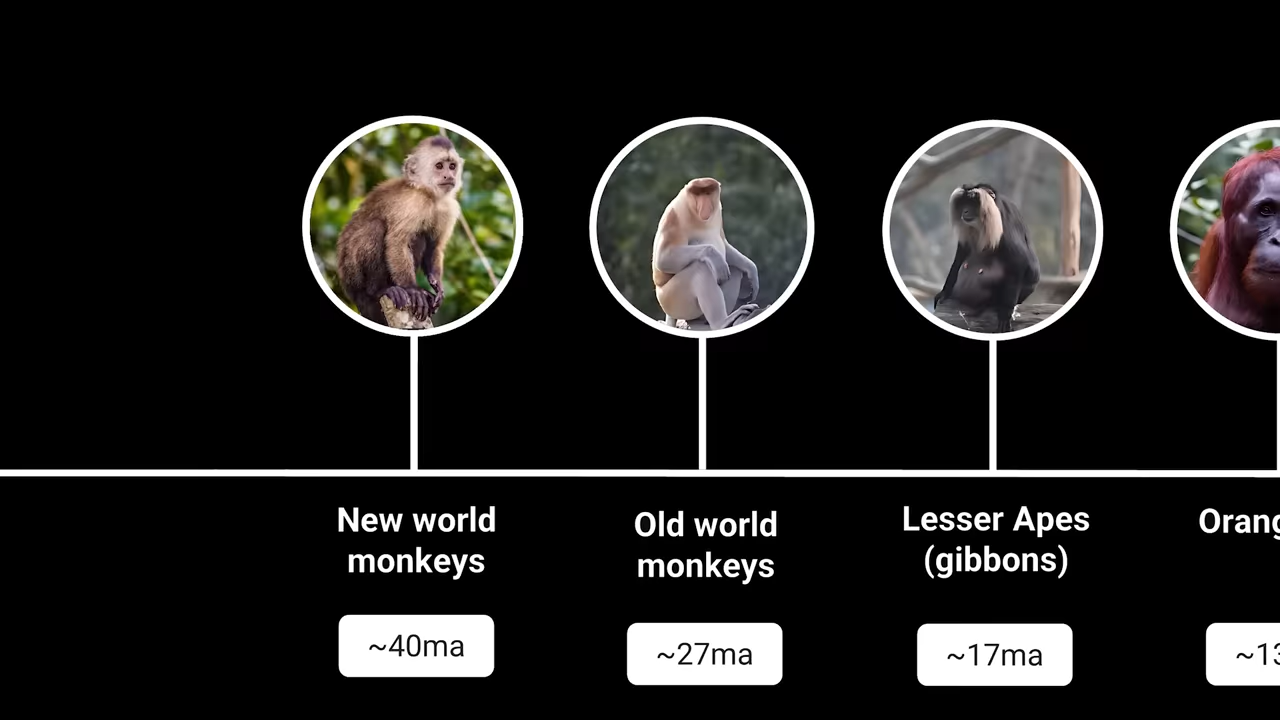 New world
monkeys
~40ma
Old world
monkeys
~27ma
Lesser Apes
(gibbons)
~17ma